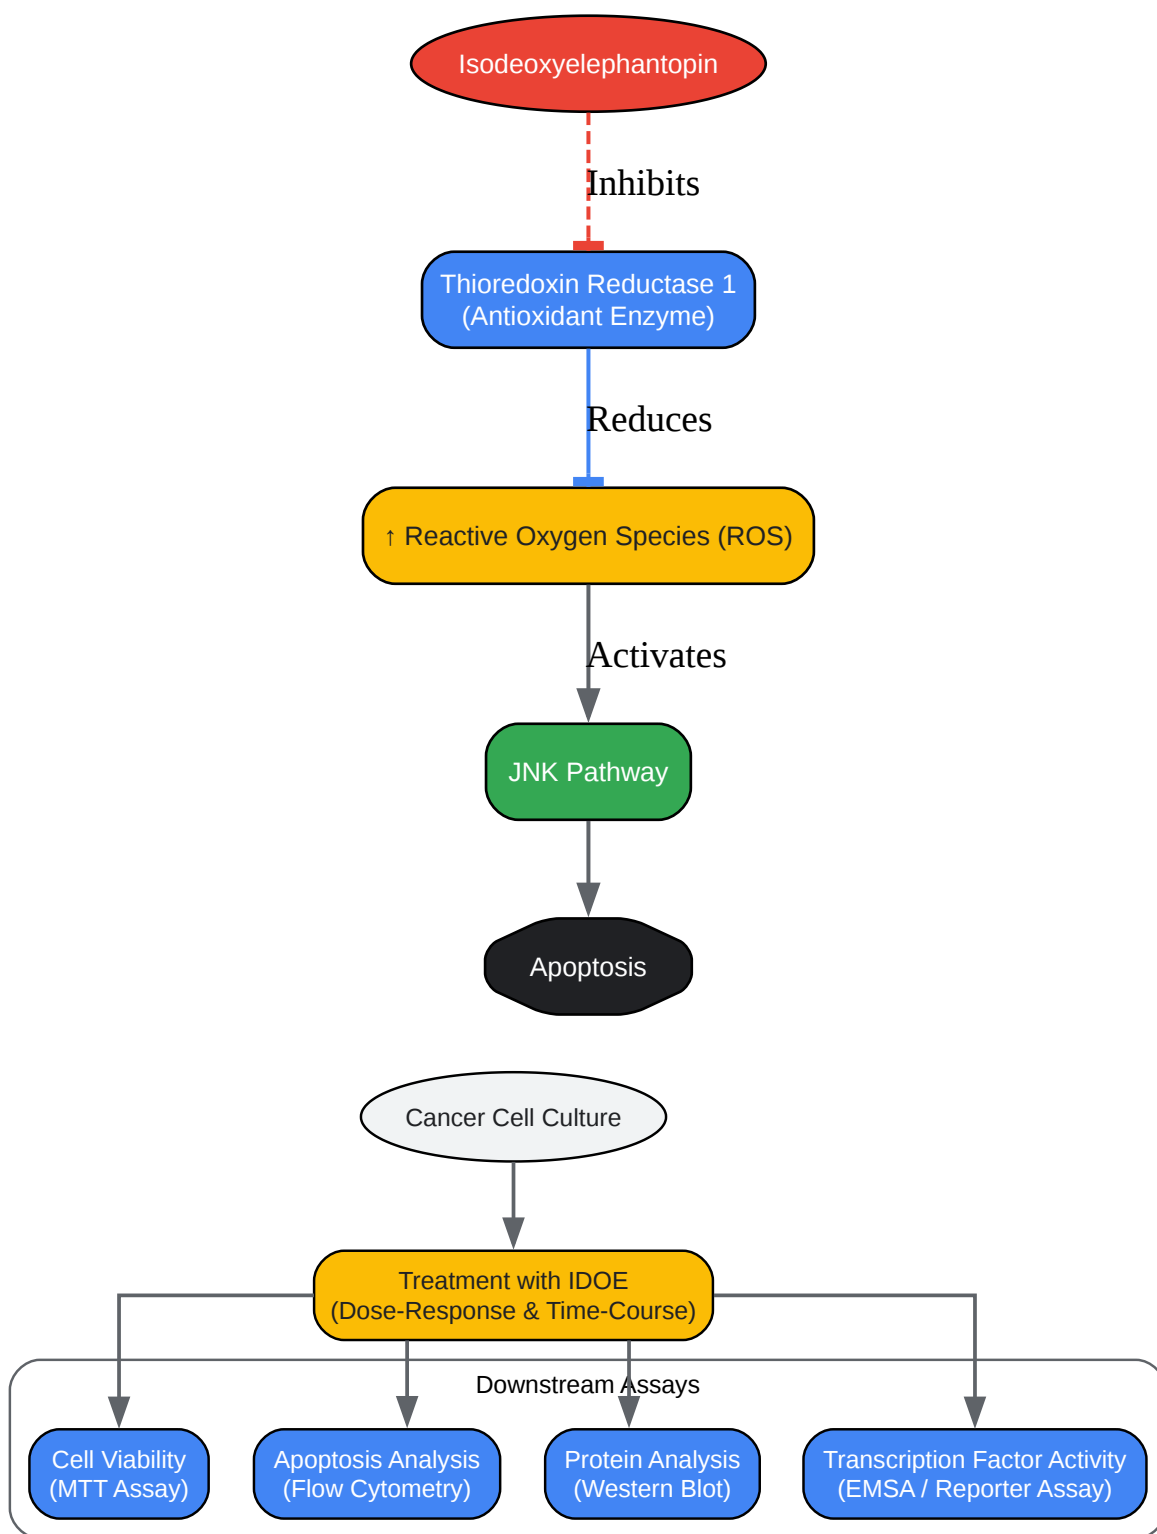 Isodeoxyelephantopin
Inhibits
Thioredoxin Reductase 1
(Antioxidant Enzyme)
Reduces
↑ Reactive Oxygen Species (ROS)
Activates
JNK Pathway
Apoptosis
Cancer Cell Culture
Treatment with IDOE
(Dose-Response & Time-Course)
Downstream Assays
Cell Viability
(MTT Assay)
Apoptosis Analysis
(Flow Cytometry)
Protein Analysis
(Western Blot)
Transcription Factor Activity
(EMSA / Reporter Assay)